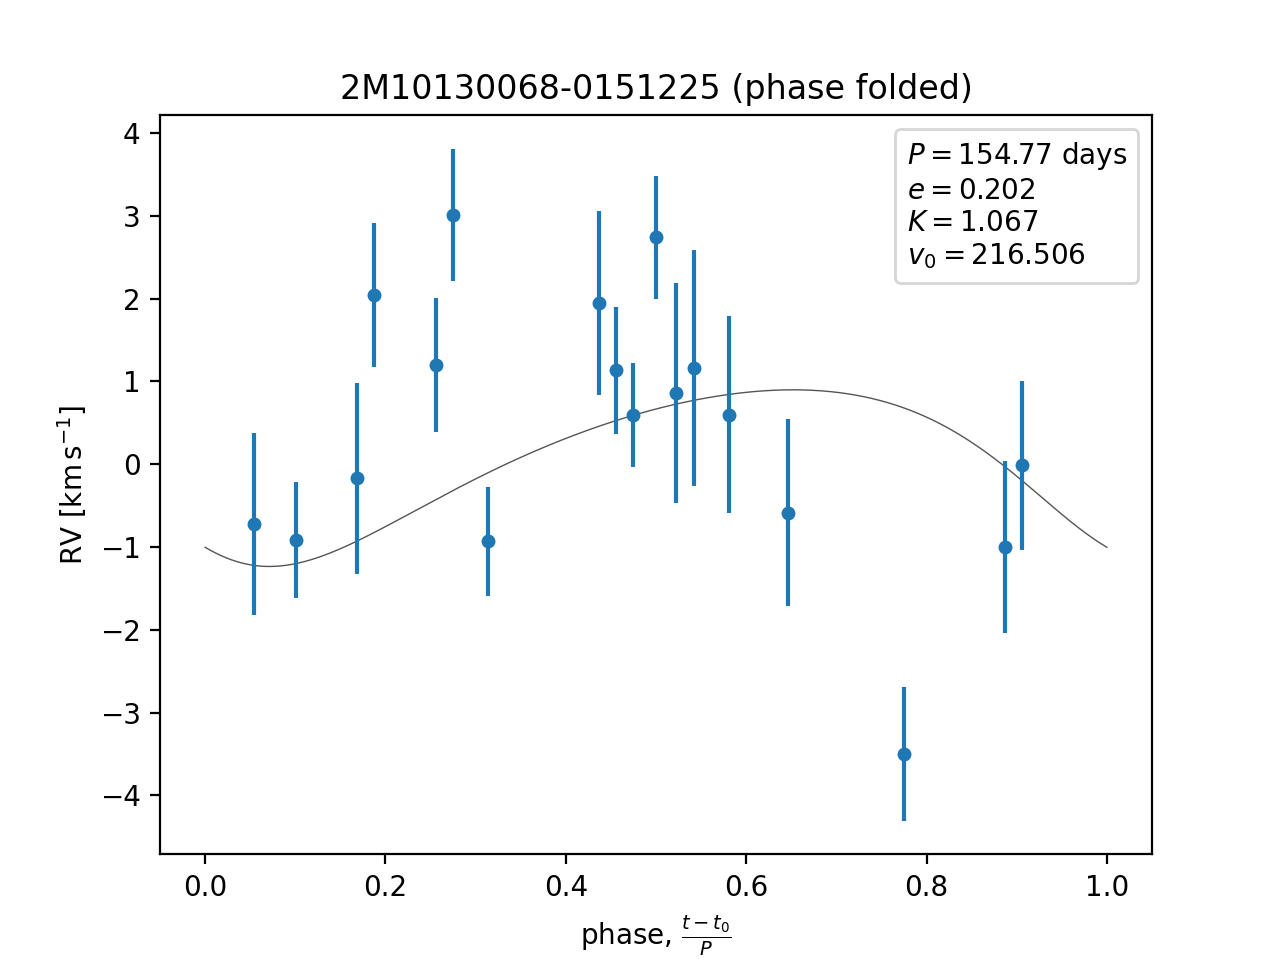 2M10130068-0151225 (phase folded)
P = 154.77 days
e = 0.202
K = 1.067
v₀ = 216.506
4
3
2
1
0
−1
−2
−3
−4
RV [km s⁻¹]
0.0 0.2 0.4 0.6 0.8 1.0
phase, (t − t₀)/P